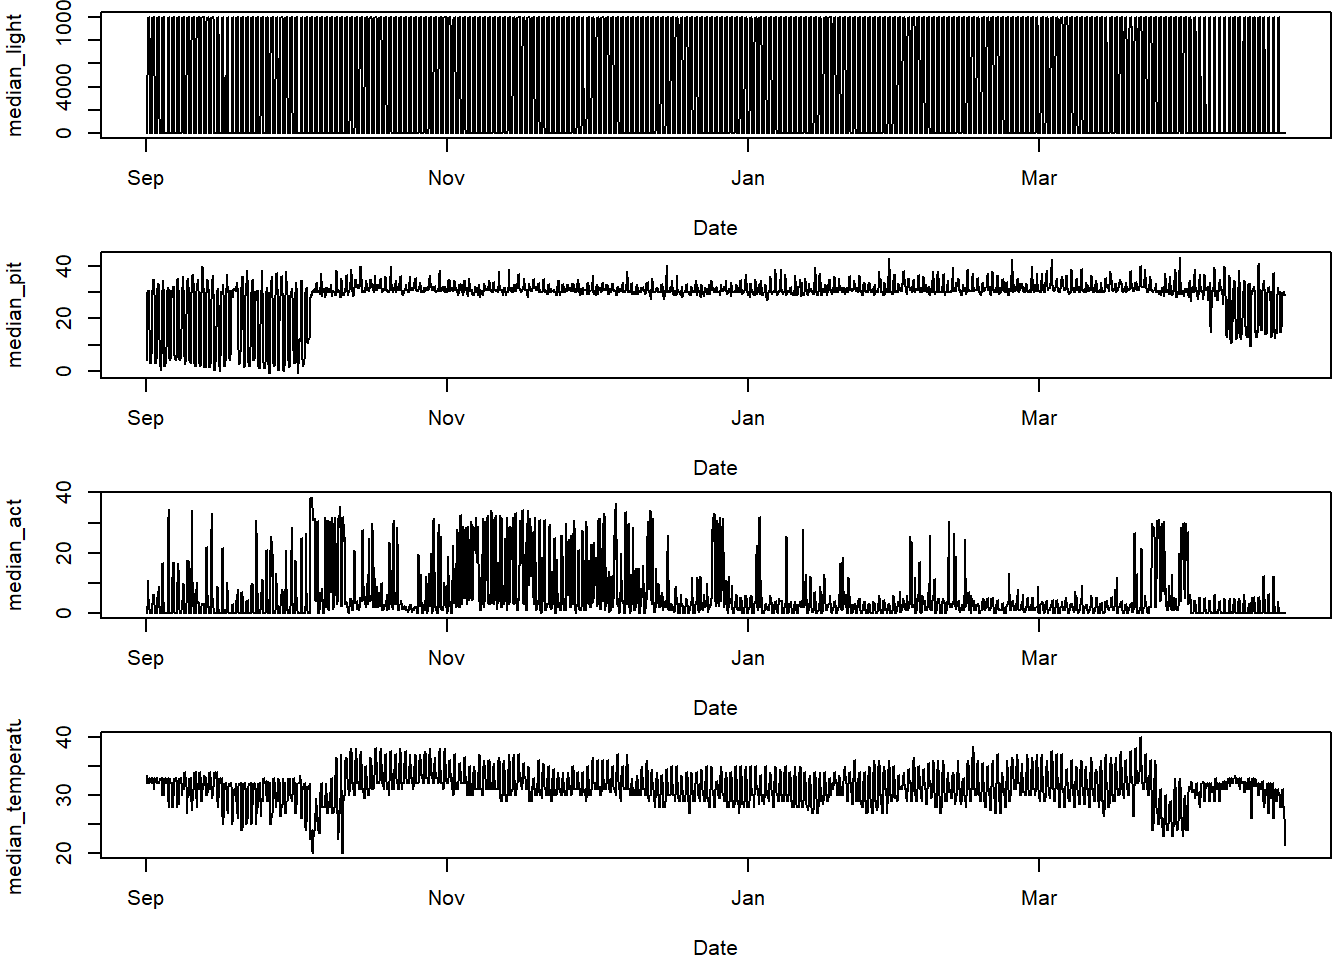 median_light
1000
4000
0
Sep Nov Jan Mar
Date
median_pit
40
20
0
Sep Nov Jan Mar
Date
median_act
40
20
0
Sep Nov Jan Mar
Date
median_temperatu
40
30
20
Sep Nov Jan Mar
Date